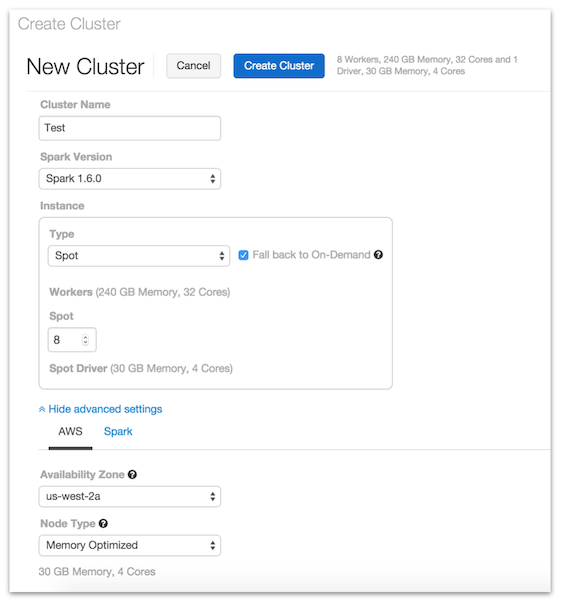 Create Cluster
New Cluster
Cancel
Create Cluster
8 Workers, 240 GB Memory, 32 Cores and 1
Driver, 30 GB Memory, 4 Cores
Cluster Name
Test
Spark Version
Spark 1.6.0
Instance
Type
Spot
Fall back to On-Demand ?
Workers (240 GB Memory, 32 Cores)
Spot
8
Spot Driver (30 GB Memory, 4 Cores)
Hide advanced settings
AWS
Spark
Availability Zone ?
us-west-2a
Node Type ?
Memory Optimized
30 GB Memory, 4 Cores